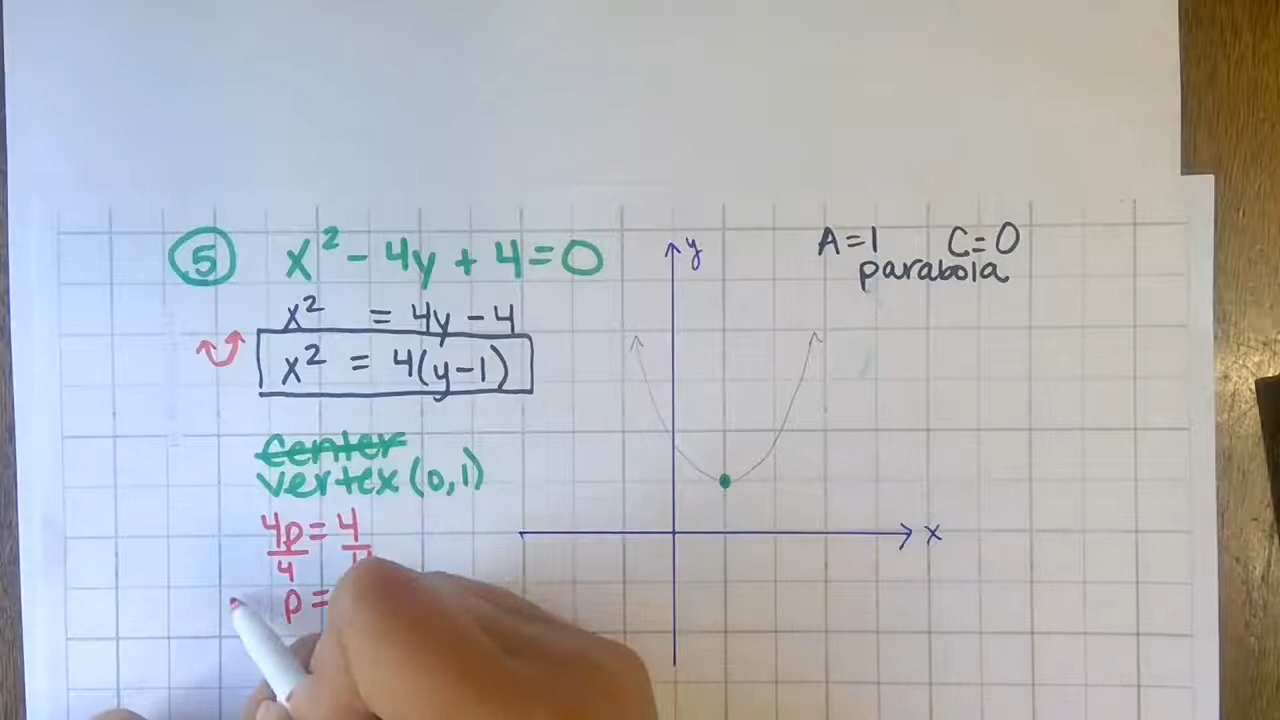 5 x² - 4y + 4 = 0
x² = 4y - 4
x² = 4(y-1)
center
vertex (0,1)
4p = 4
4
p =
y
x
A=1 C=0
parabola